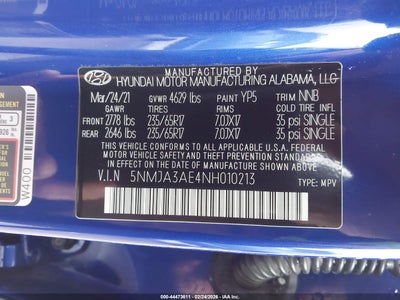 MANUFACTURED BY
HYUNDAI MOTOR MANUFACTURING ALABAMA, LLC
Mar/24/21 GVWR 4629 lbs PAINT YP5 TRIM NNB
GAWR TIRES RIMS COLD TIRE INFL
FRONT 2778 lbs 235/65R17 7.0JX17 35 psi SINGLE
REAR 2646 lbs 235/65R17 7.0JX17 35 psi SINGLE
THIS VEHICLE CONFORMS TO ALL APPLICABLE U.S.A. FEDERAL
MOTOR VEHICLE SAFETY, BUMPER, AND THEFT PREVENTION
STANDARDS IN EFFECT ON THE DATE OF MANUFACTURE
SHOWN ABOVE.
V.I.N 5NMJA3AE4NH010213
TYPE: MPV
W400
000-44473611 - 02/24/2026 - IAAI